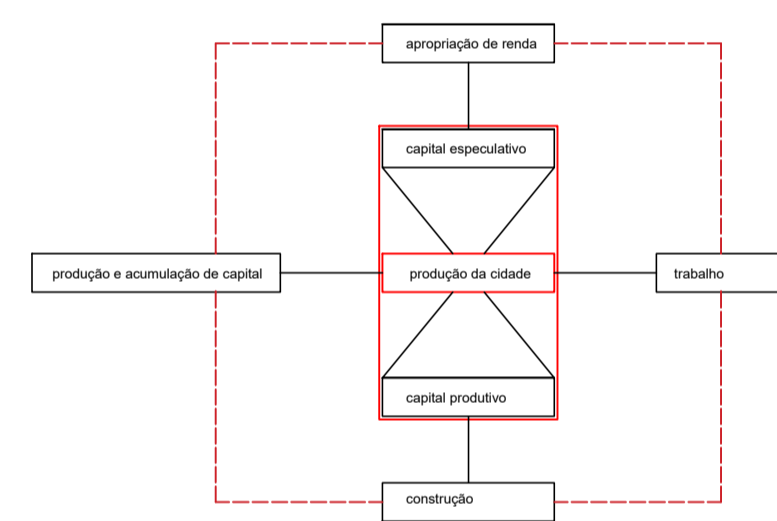 apropriação de renda
capital especulativo
produção e acumulação de capital
produção da cidade
trabalho
capital produtivo
construção